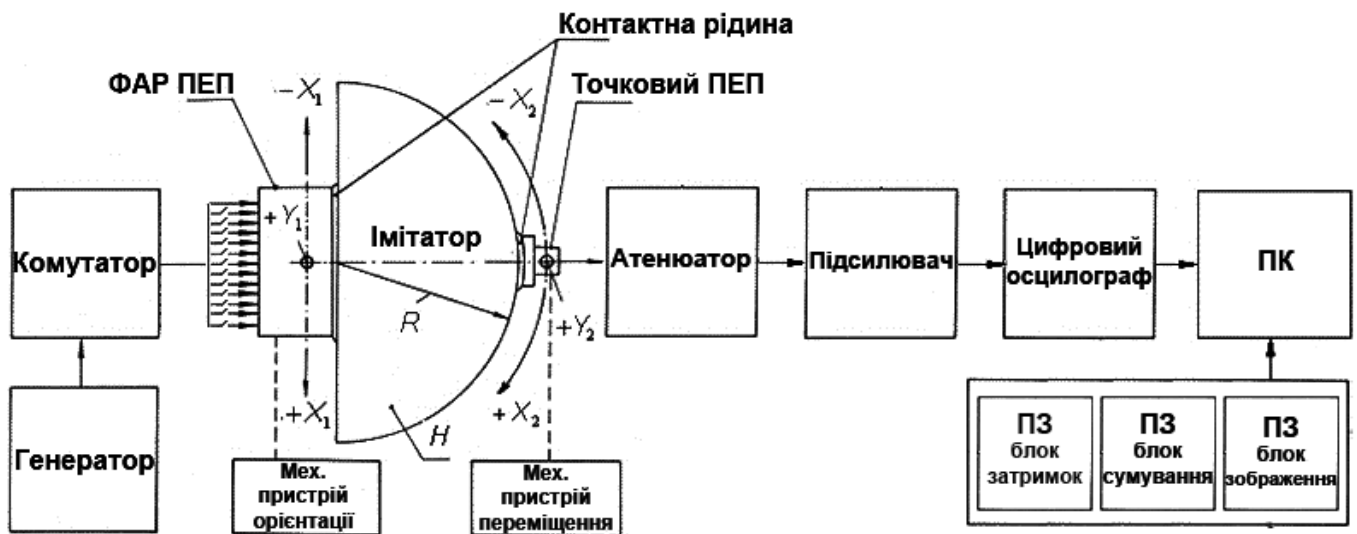 Контактна рідина
ФАР ПЕП
Точковий ПЕП
−X₁
−X₂
+Y₁
Імітатор
R
+Y₂
+X₁
+X₂
H
Комутатор
Генератор
Атенюатор
Підсилювач
Цифровий
осцилограф
ПК
Мех.
пристрій
орієнтації
Мех.
пристрій
переміщення
ПЗ
блок
затримок
ПЗ
блок
сумування
ПЗ
блок
зображення